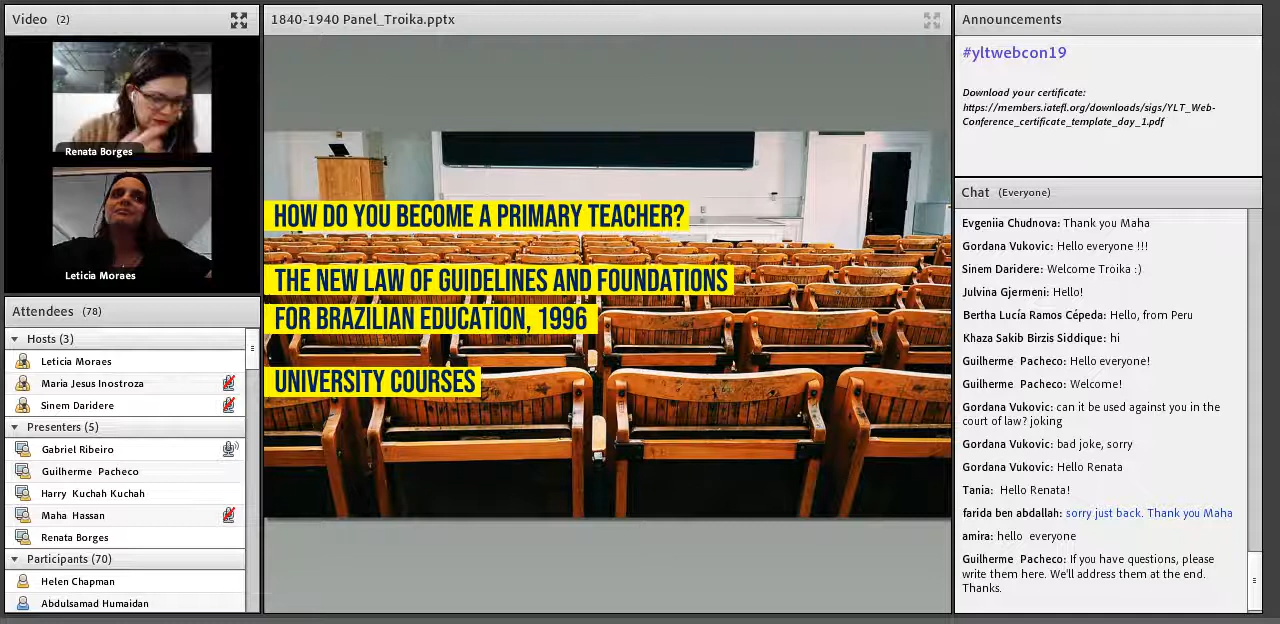 Video (2)
Renata Borges
Leticia Moraes
Attendees (78)
Hosts (3)
Leticia Moraes
Maria Jesus Inostroza
Sinem Daridere
Presenters (5)
Gabriel Ribeiro
Guilherme Pacheco
Harry Kuchah Kuchah
Maha Hassan
Renata Borges
Participants (70)
Helen Chapman
Abdulsamad Humaidan
1840-1940 Panel_Troika.pptx
HOW DO YOU BECOME A PRIMARY TEACHER?
THE NEW LAW OF GUIDELINES AND FOUNDATIONS
FOR BRAZILIAN EDUCATION, 1996
UNIVERSITY COURSES
Announcements
#yltwebcon19
Download your certificate:
https://members.iatefl.org/downloads/sigs/YLT_Web-
Conference_certificate_template_day_1.pdf
Chat (Everyone)
Evgeniia Chudnova: Thank you Maha
Gordana Vukovic: Hello everyone !!!
Sinem Daridere: Welcome Troika :)
Julvina Gjermeni: Hello!
Bertha Lucía Ramos Cépeda: Hello, from Peru
Khaza Sakib Birzis Siddique: hi
Guilherme Pacheco: Hello everyone!
Guilherme Pacheco: Welcome!
Gordana Vukovic: can it be used against you in the
court of law? joking
Gordana Vukovic: bad joke, sorry
Gordana Vukovic: Hello Renata
Tania: Hello Renata!
farida ben abdallah: sorry just back. Thank you Maha
amira: hello everyone
Guilherme Pacheco: If you have questions, please
write them here. We'll address them at the end.
Thanks.